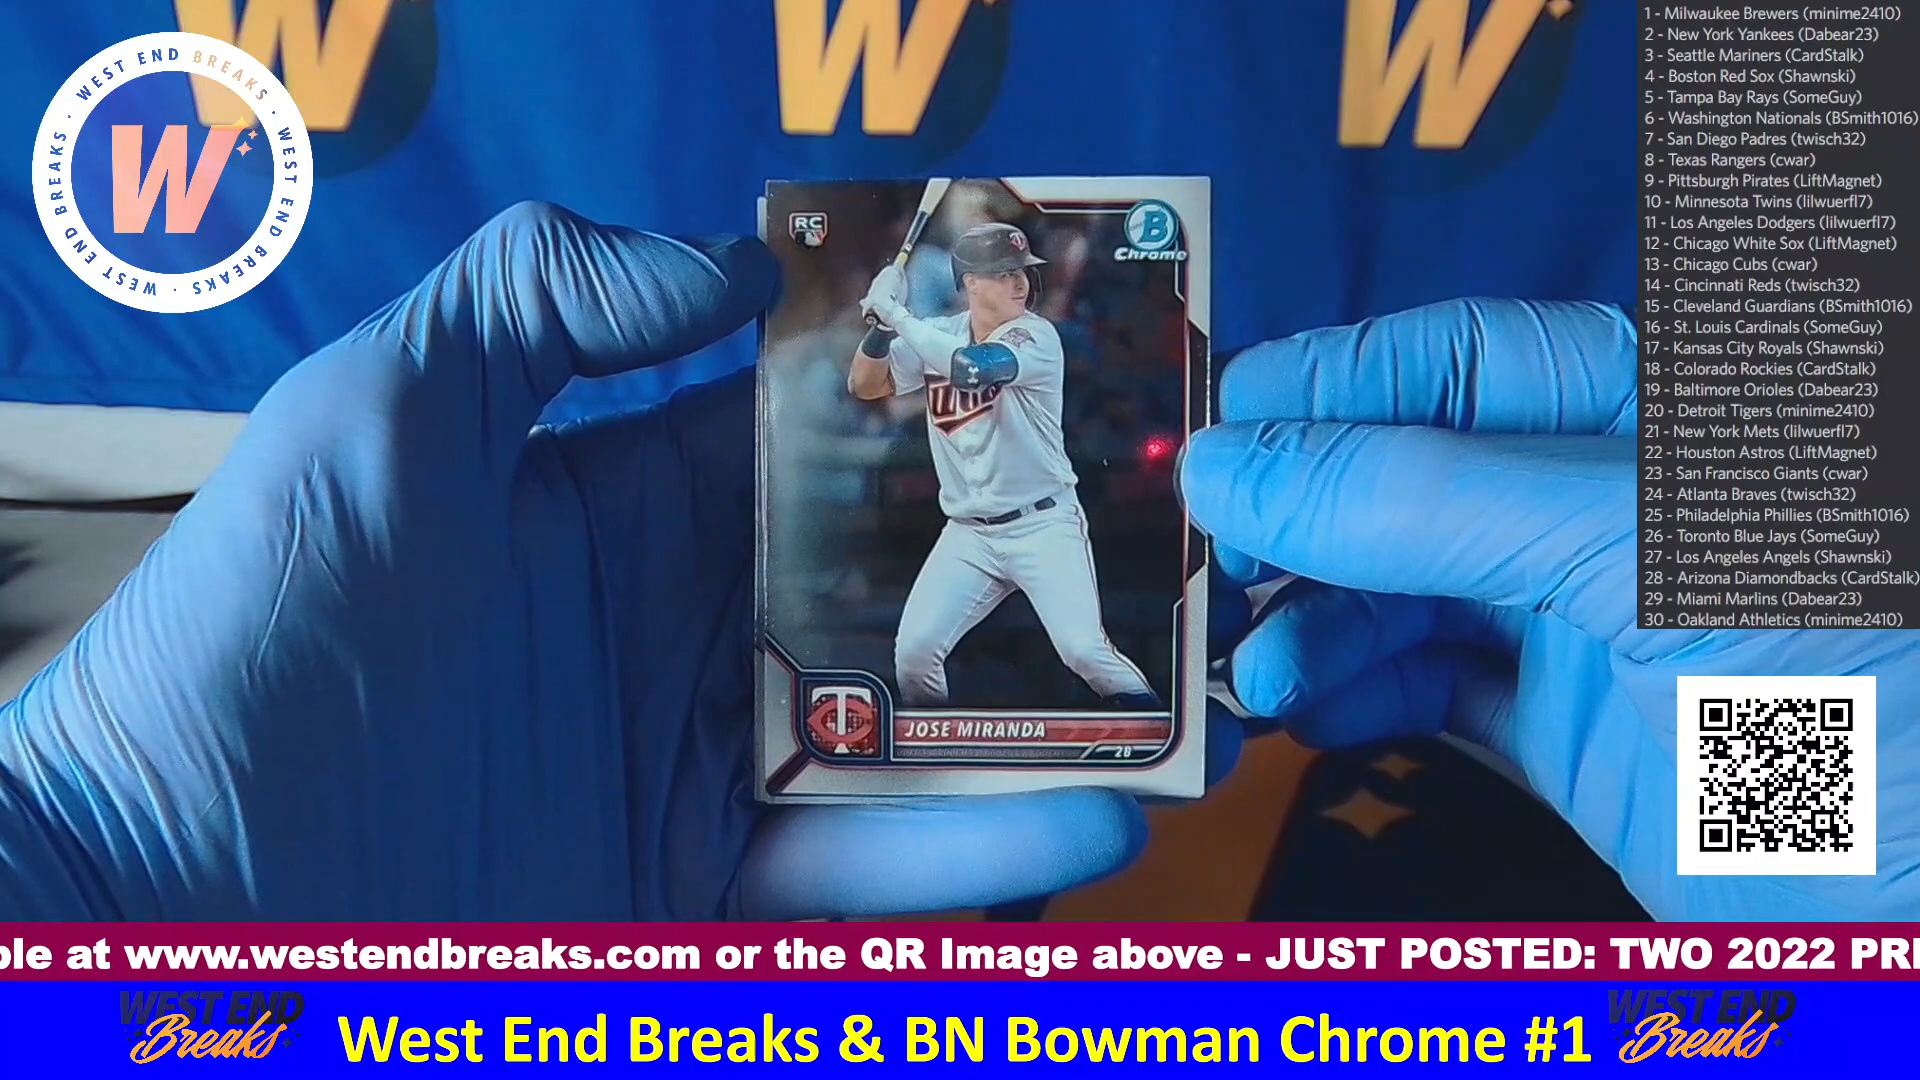 WEST END BREAKS · WEST END BREAKS · WEST END BREAKS ·
W
RC
B
Chrome
JOSE MIRANDA
28
1 - Milwaukee Brewers (minime2410)
2 - New York Yankees (Dabear23)
3 - Seattle Mariners (CardStalk)
4 - Boston Red Sox (Shawnski)
5 - Tampa Bay Rays (SomeGuy)
6 - Washington Nationals (BSmith1016)
7 - San Diego Padres (twisch32)
8 - Texas Rangers (cwar)
9 - Pittsburgh Pirates (LiftMagnet)
10 - Minnesota Twins (lilwuerfl7)
11 - Los Angeles Dodgers (lilwuerfl7)
12 - Chicago White Sox (LiftMagnet)
13 - Chicago Cubs (cwar)
14 - Cincinnati Reds (twisch32)
15 - Cleveland Guardians (BSmith1016)
16 - St. Louis Cardinals (SomeGuy)
17 - Kansas City Royals (Shawnski)
18 - Colorado Rockies (CardStalk)
19 - Baltimore Orioles (Dabear23)
20 - Detroit Tigers (minime2410)
21 - New York Mets (lilwuerfl7)
22 - Houston Astros (LiftMagnet)
23 - San Francisco Giants (cwar)
24 - Atlanta Braves (twisch32)
25 - Philadelphia Phillies (BSmith1016)
26 - Toronto Blue Jays (SomeGuy)
27 - Los Angeles Angels (Shawnski)
28 - Arizona Diamondbacks (CardStalk)
29 - Miami Marlins (Dabear23)
30 - Oakland Athletics (minime2410)
ble at www.westendbreaks.com or the QR Image above - JUST POSTED: TWO 2022 PRI
WEST END Breaks
West End Breaks & BN Bowman Chrome #1
WEST END Breaks